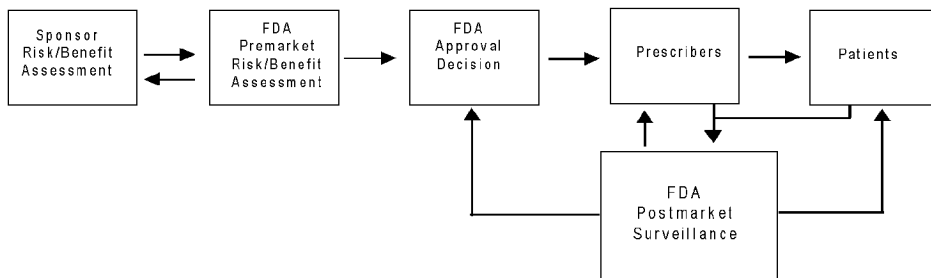 Sponsor
Risk/Benefit
Assessment
FDA
Premarket
Risk/Benefit
Assessment
FDA
Approval
Decision
Prescribers
Patients
FDA
Postmarket
Surveillance